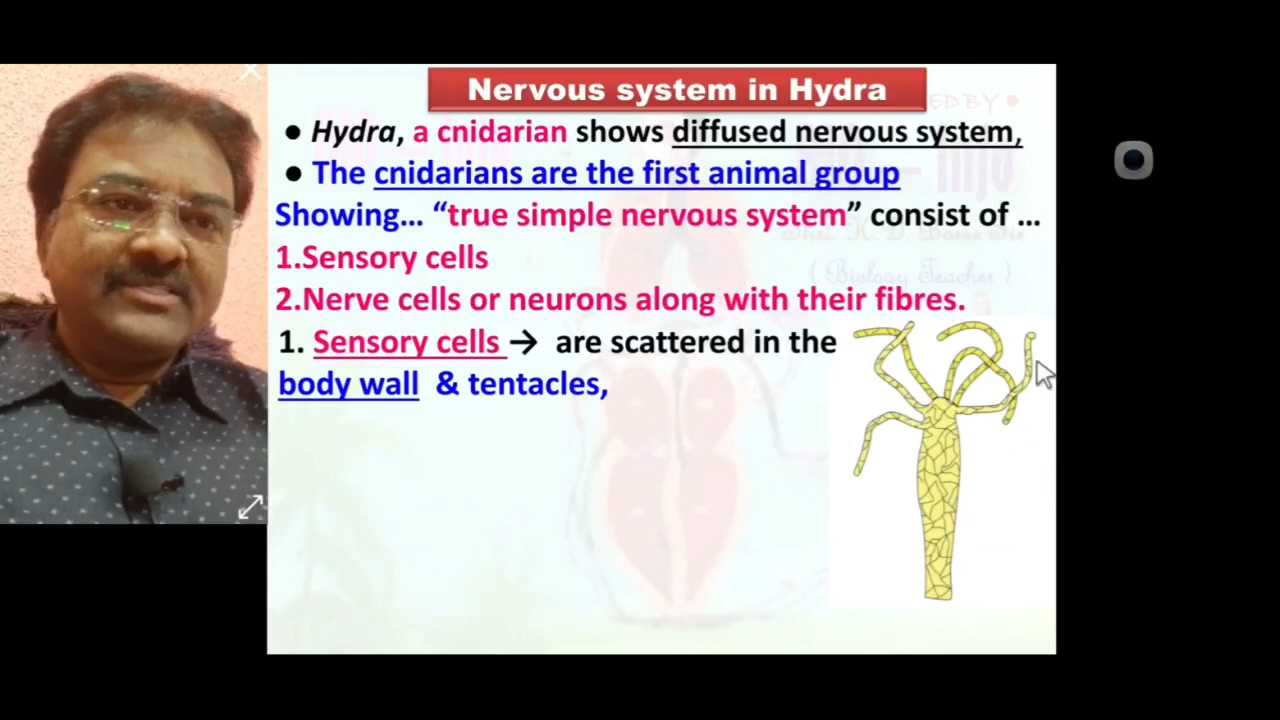 Nervous system in Hydra
● Hydra, a cnidarian shows diffused nervous system,
● The cnidarians are the first animal group
Showing... “true simple nervous system” consist of ...
1.Sensory cells
2.Nerve cells or neurons along with their fibres.
1. Sensory cells → are scattered in the
body wall & tentacles,
( Biology Teacher )